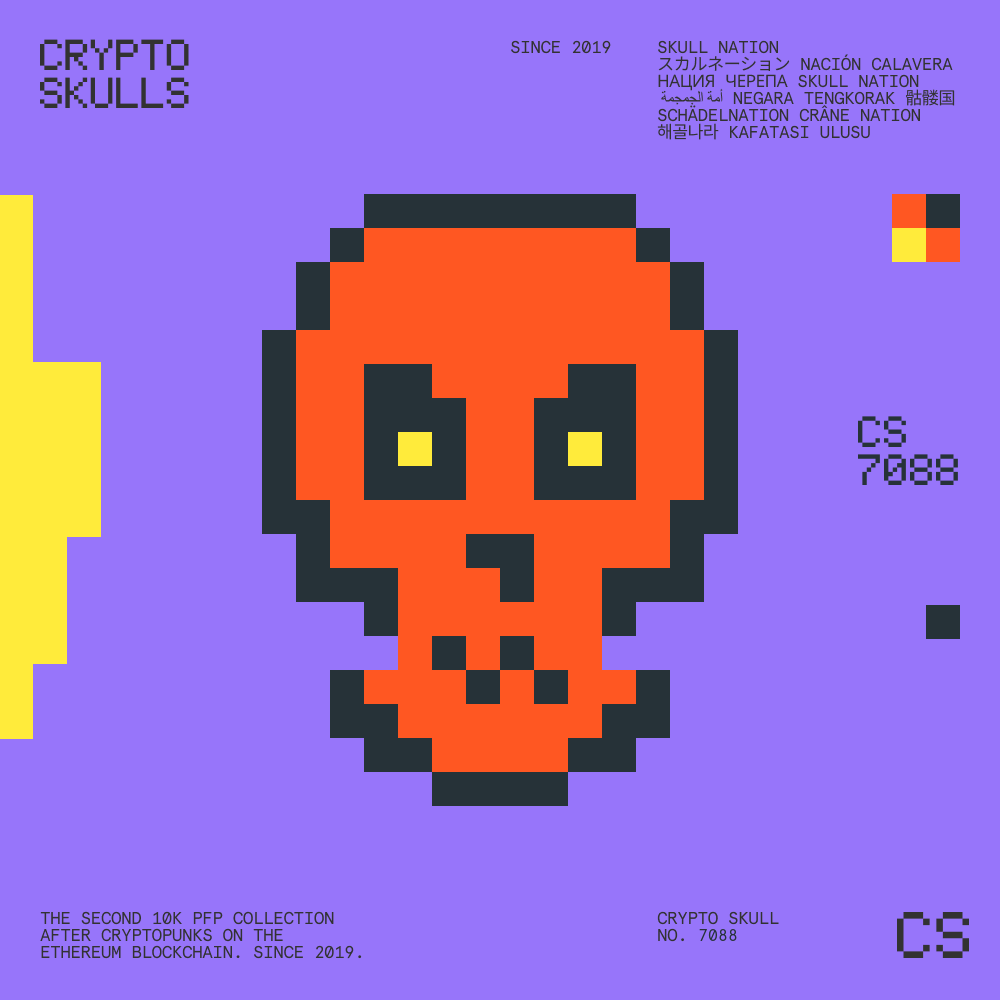 CRYPTO
SKULLS
SINCE 2019
SKULL NATION
スカルネーション NACIÓN CALAVERA
НАЦИЯ ЧЕРЕПА SKULL NATION
أمة الجمجمة NEGARA TENGKORAK 骷髅国
SCHÄDELNATION CRÂNE NATION
해골나라 KAFATASI ULUSU
CS
7088
THE SECOND 10K PFP COLLECTION
AFTER CRYPTOPUNKS ON THE
ETHEREUM BLOCKCHAIN. SINCE 2019.
CRYPTO SKULL
NO. 7088
CS